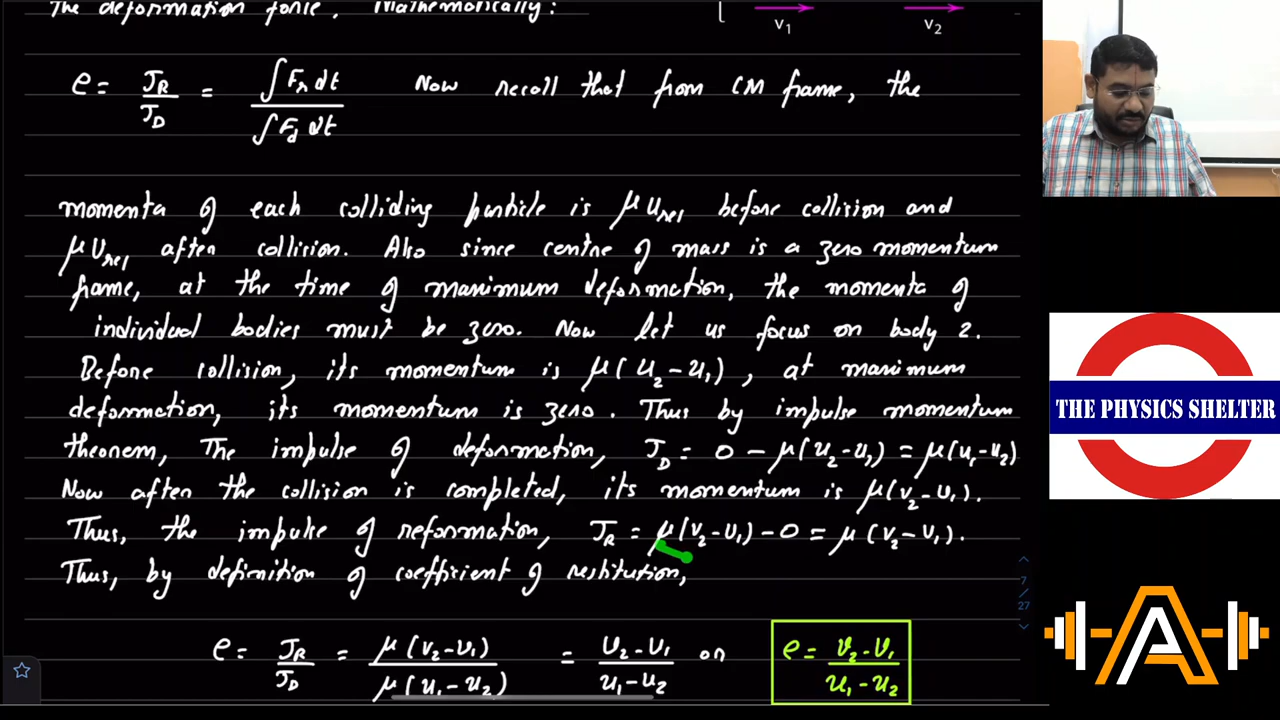 The deformation force. Mathematically:
v₁ v₂
e = J_R / J_D = ∫F_r dt / ∫F_d dt Now recall that from CM frame, the
momenta of each colliding particle is μu_rel before collision and
μv_rel after collision. Also since centre of mass is a zero momentum
frame, at the time of maximum deformation, the momenta of
individual bodies must be zero. Now let us focus on body 2.
Before collision, its momentum is μ(u₂-u₁), at maximum
deformation, its momentum is zero. Thus by impulse momentum
theorem, The impulse of deformation, J_D = 0 - μ(u₂-u₁) = μ(u₁-u₂)
Now after the collision is completed, its momentum is μ(v₂-v₁).
Thus, the impulse of reformation, J_R = μ(v₂-v₁) - 0 = μ(v₂-v₁).
Thus, by definition of coefficient of restitution,
e = J_R / J_D = μ(v₂-v₁) / μ(u₁-u₂) = v₂-v₁ / u₁-u₂ or e = v₂-v₁ / u₁-u₂
7
/
27
THE PHYSICS SHELTER